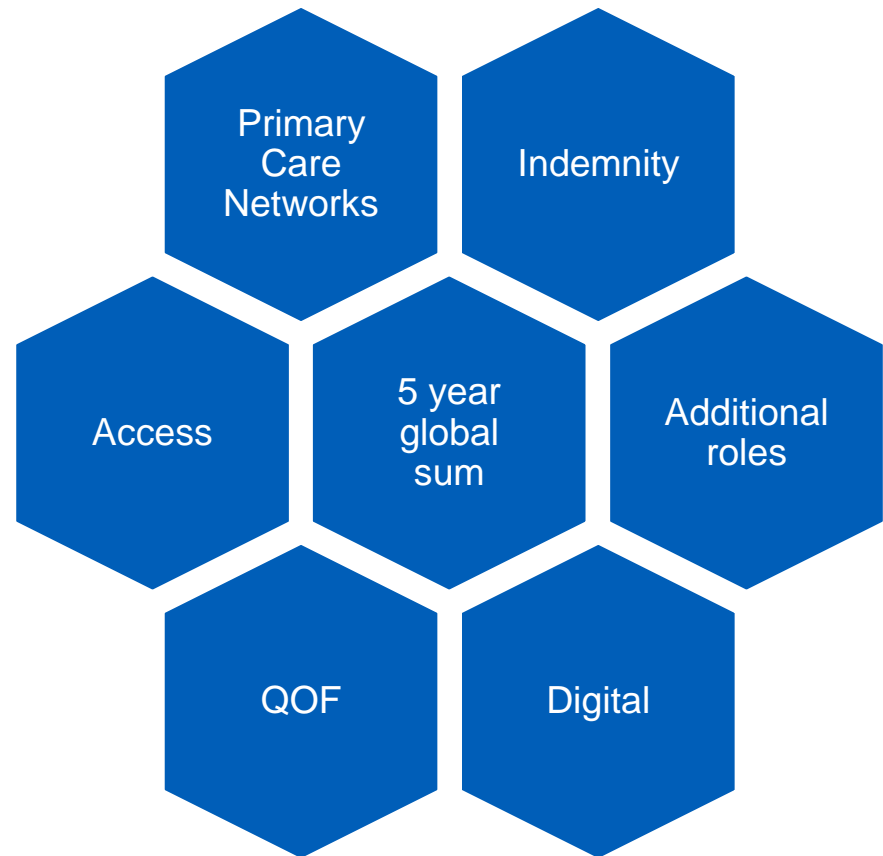 Primary
Care
Networks
Indemnity
Access
5 year
global
sum
Additional
roles
QOF
Digital